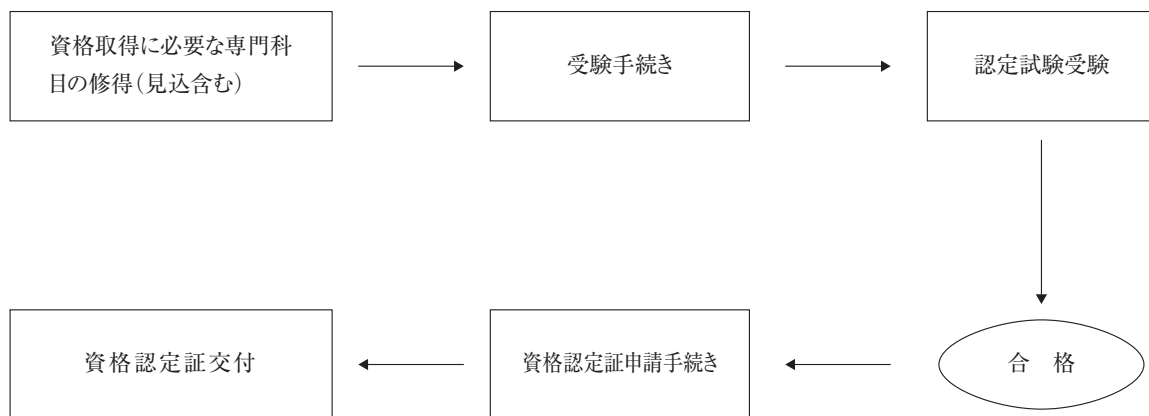 資格取得に必要な専門科
目の修得（見込含む）
受験手続き
認定試験受験
合　格
資格認定証申請手続き
資格認定証交付